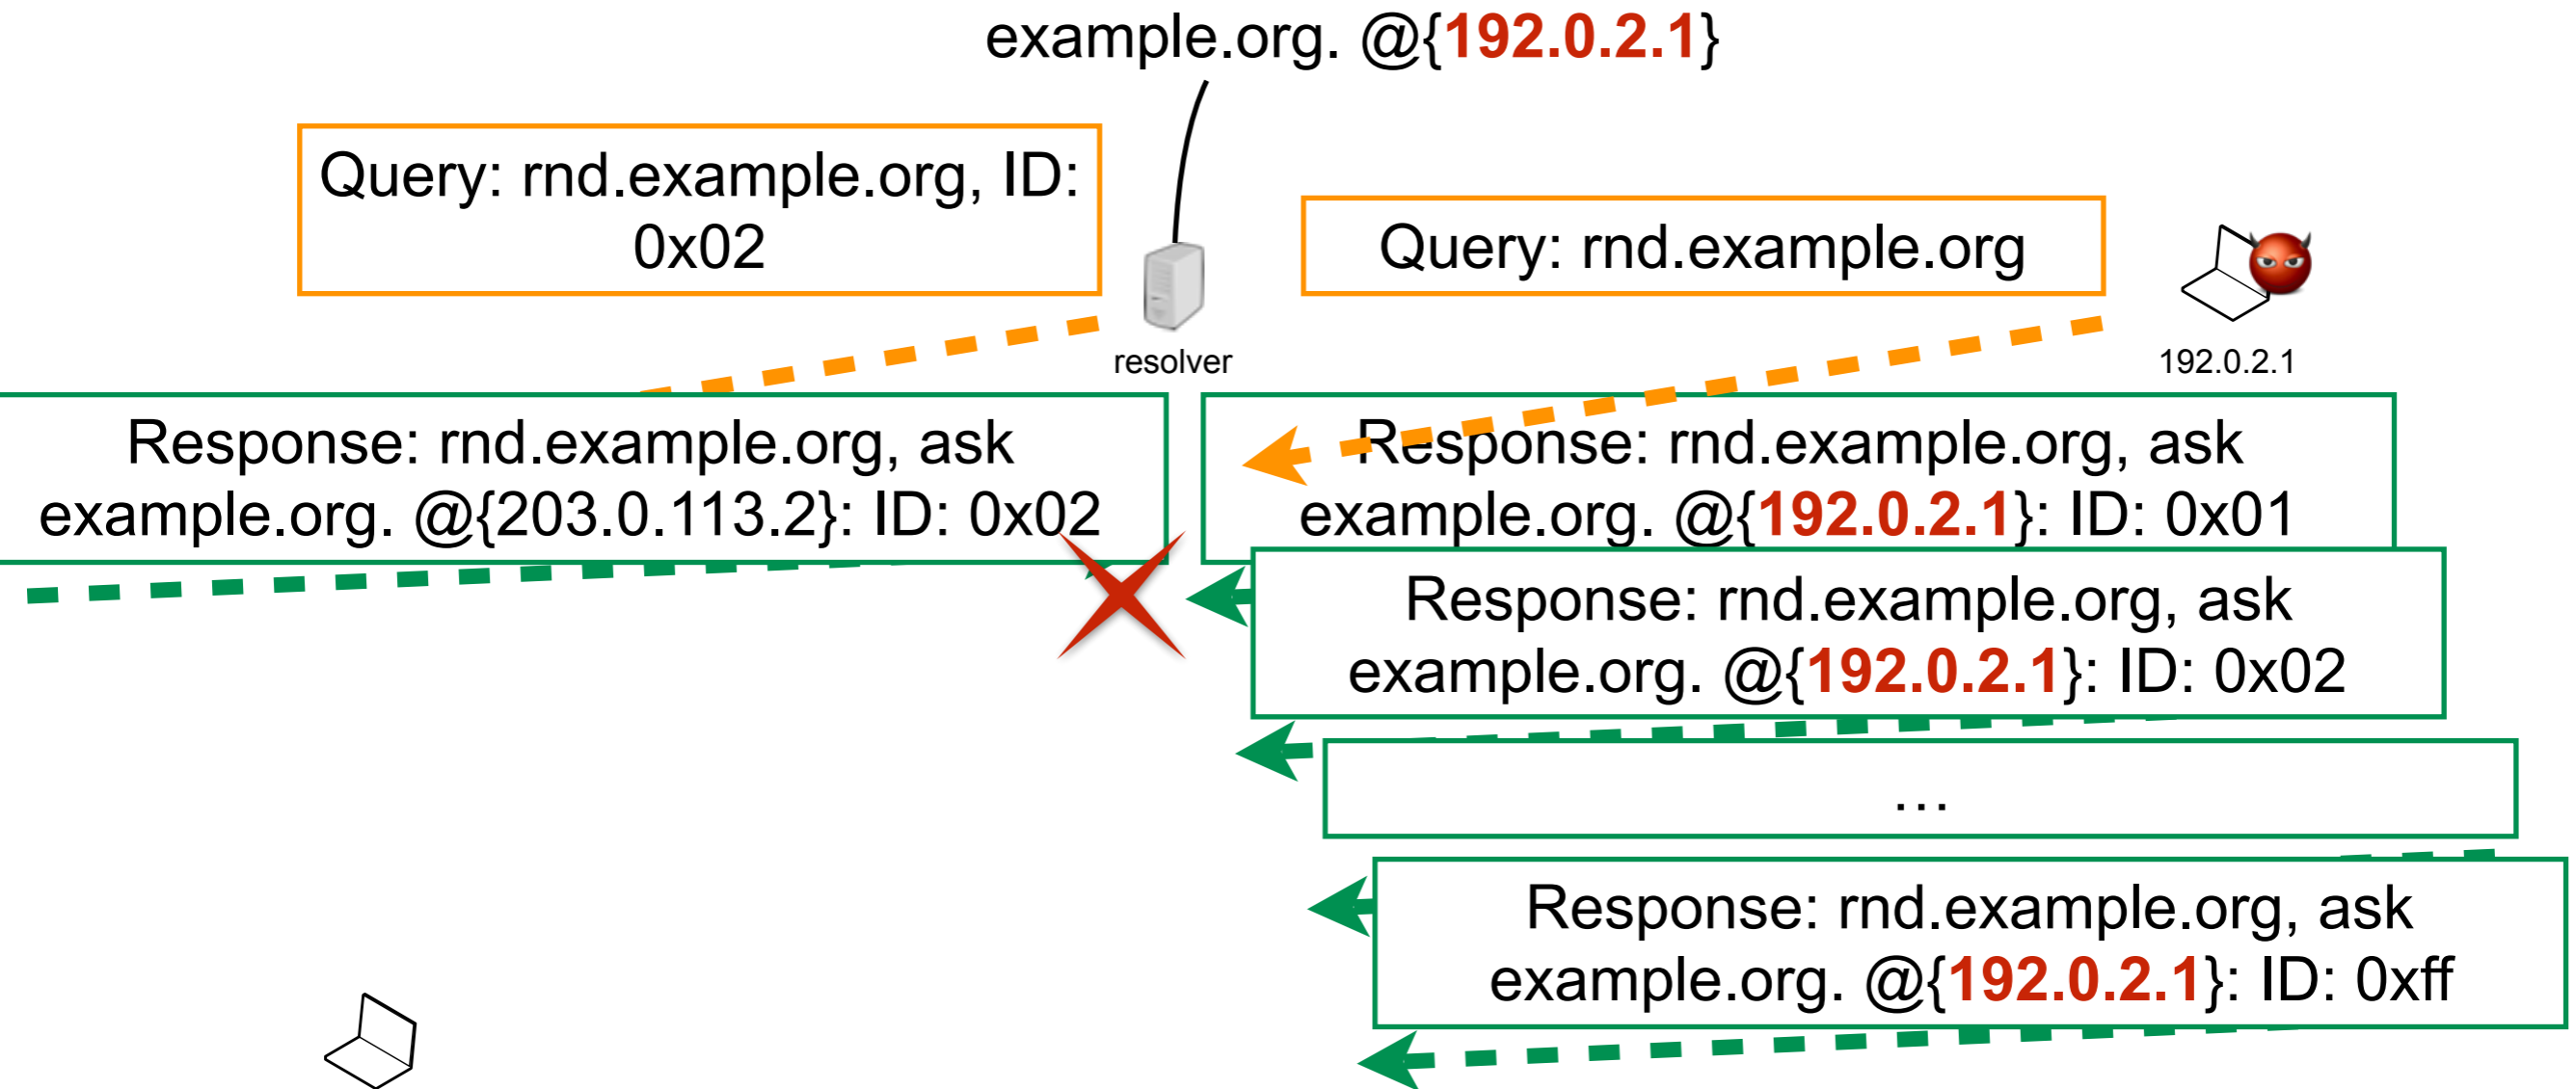 example.org. @{192.0.2.1}
Query: rnd.example.org, ID:
0x02
Query: rnd.example.org
resolver
192.0.2.1
Response: rnd.example.org, ask
example.org. @{203.0.113.2}: ID: 0x02
Response: rnd.example.org, ask
example.org. @{192.0.2.1}: ID: 0x01
Response: rnd.example.org, ask
example.org. @{192.0.2.1}: ID: 0x02
…
Response: rnd.example.org, ask
example.org. @{192.0.2.1}: ID: 0xff